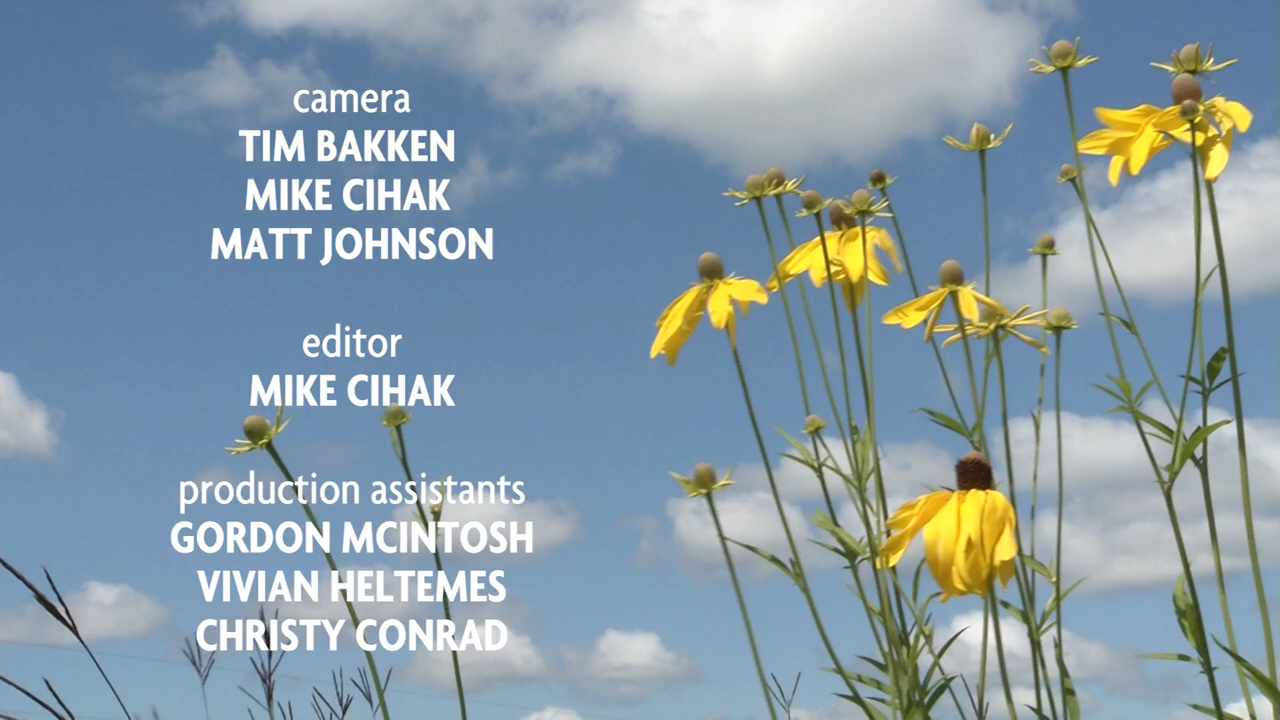 camera
TIM BAKKEN
MIKE CIHAK
MATT JOHNSON
editor
MIKE CIHAK
production assistants
GORDON MCINTOSH
VIVIAN HELTEMES
CHRISTY CONRAD